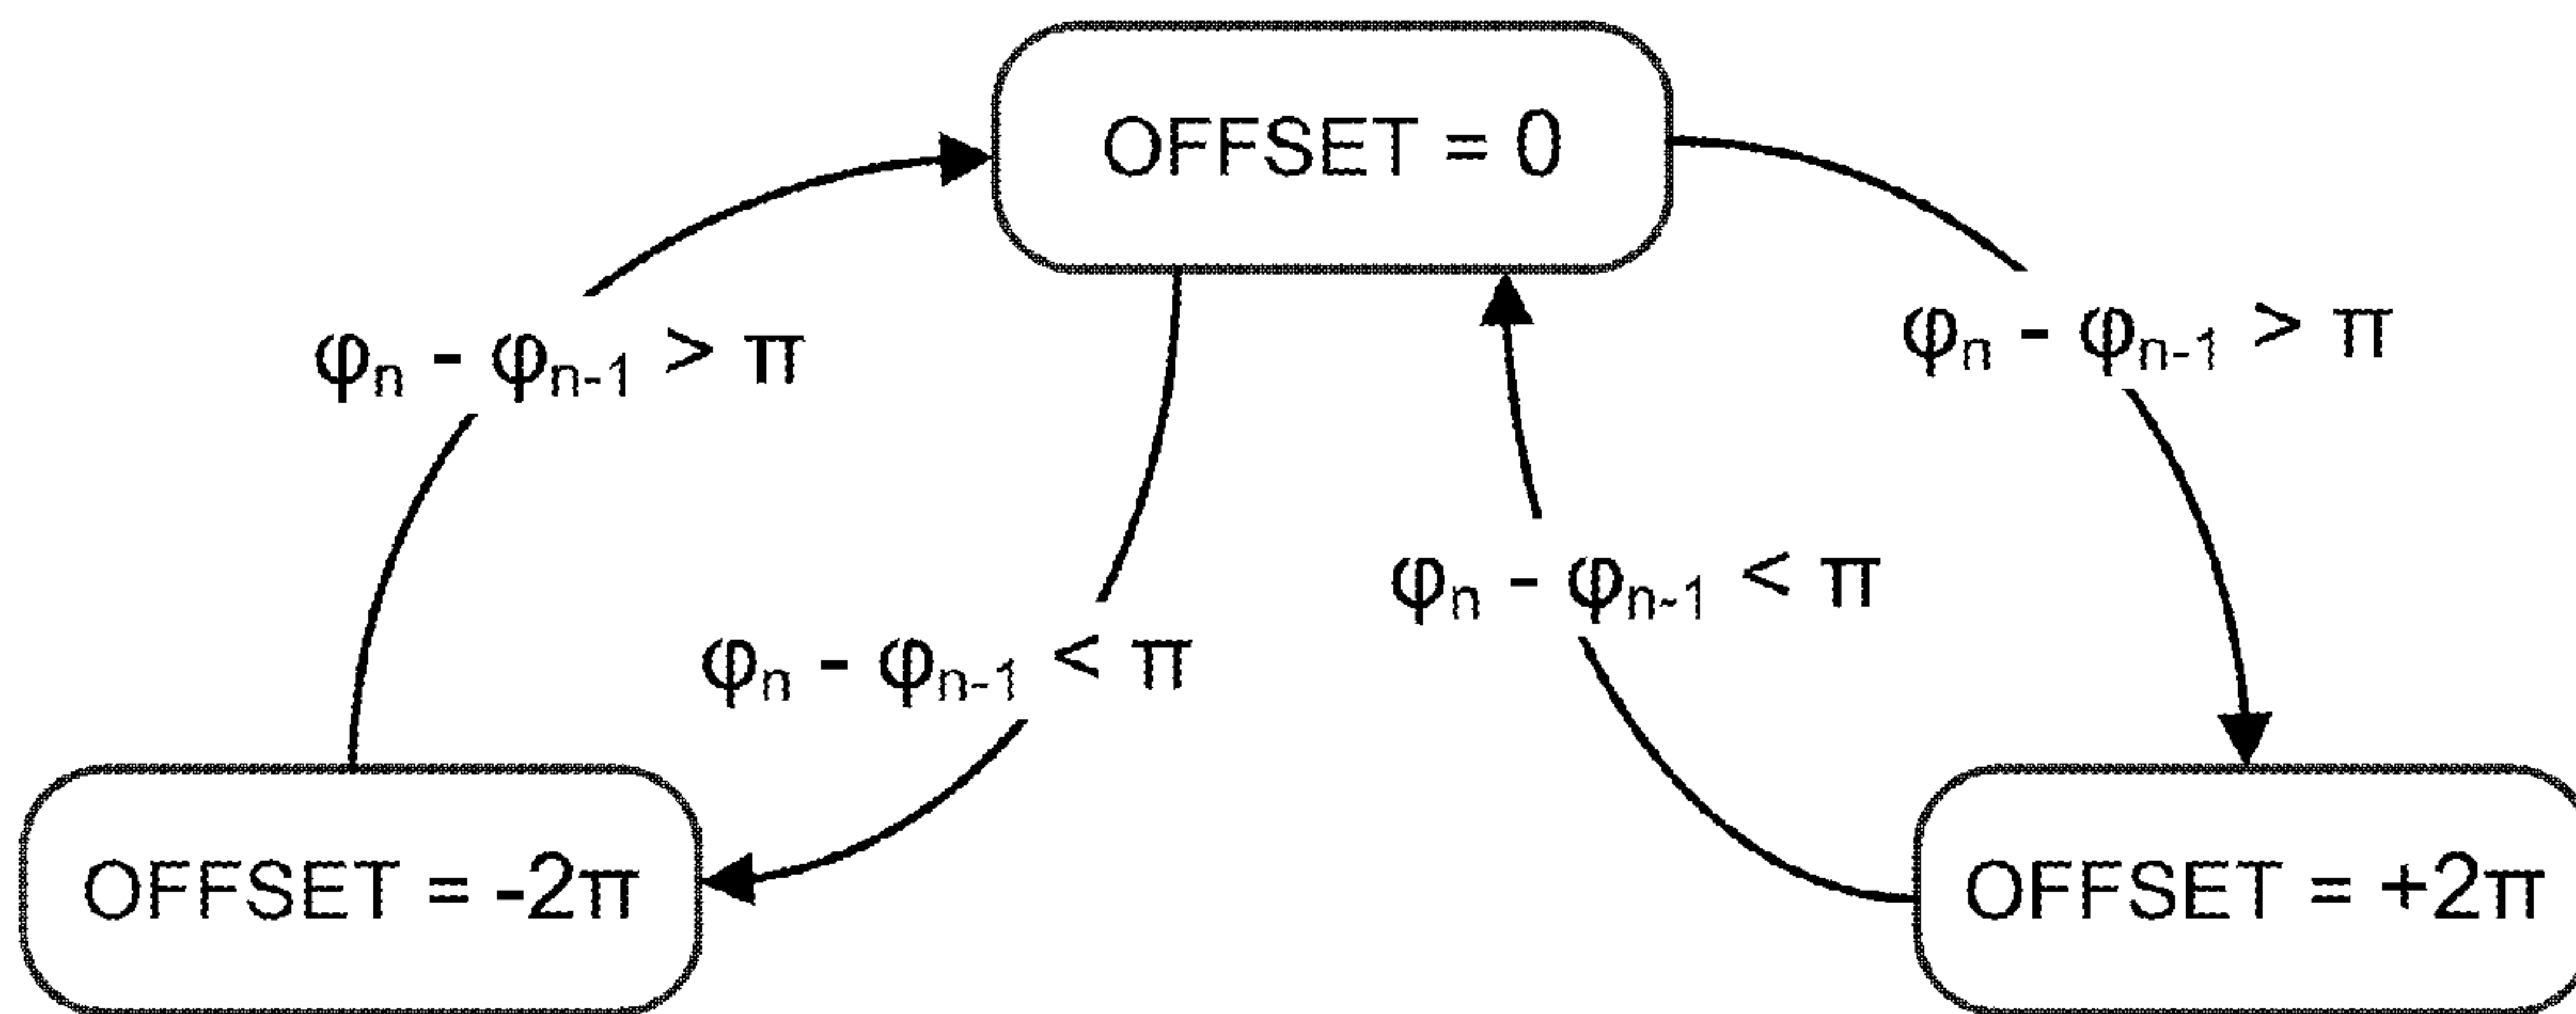 OFFSET = 0
φn - φn-1 > π
φn - φn-1 > π
φn - φn-1 < π
φn - φn-1 < π
OFFSET = -2π
OFFSET = +2π